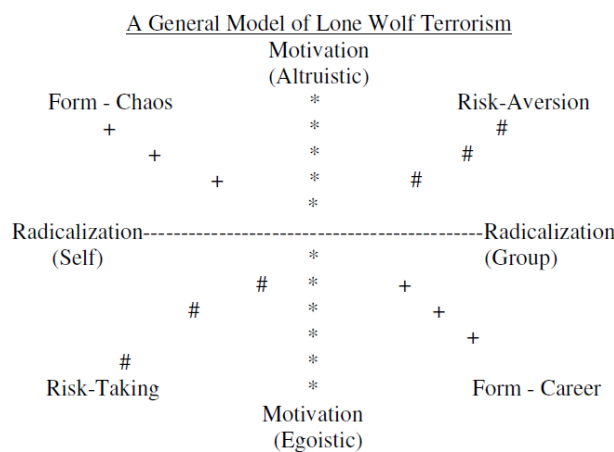 A General Model of Lone Wolf Terrorism
Motivation
(Altruistic)
Form - Chaos * Risk-Aversion
+ * #
+ * #
+ * #
*
Radicalization-----------------------------------------------Radicalization
(Self) * (Group)
# * +
# * +
* +
# *
Risk-Taking * Form - Career
Motivation
(Egoistic)